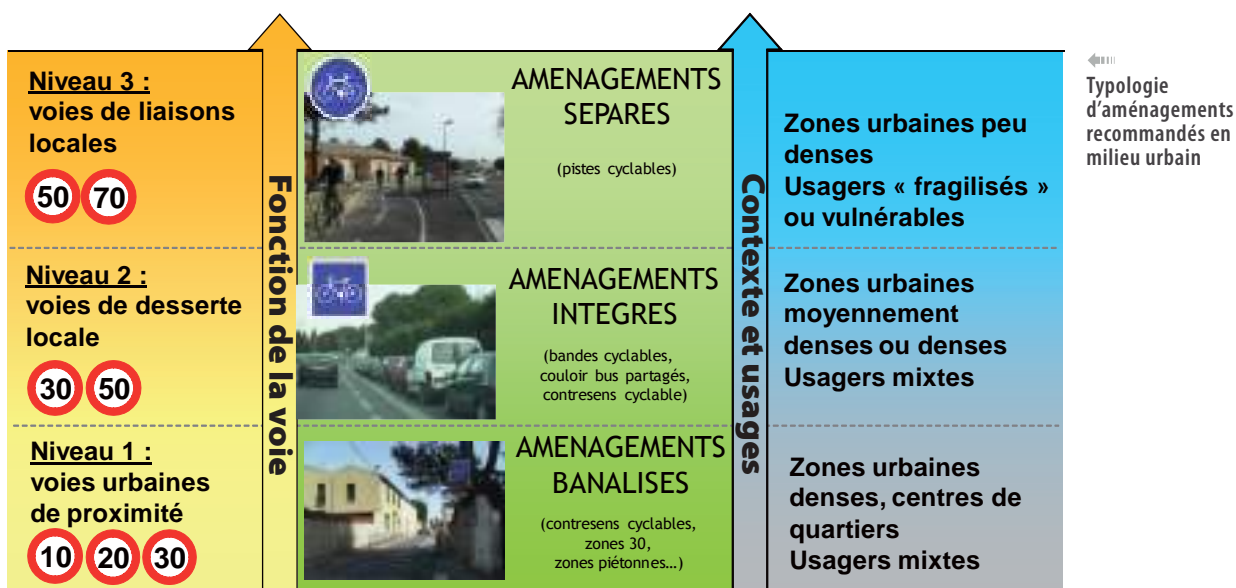 Niveau 3 :
voies de liaisons
locales
50 70
Niveau 2 :
voies de desserte
locale
30 50
Niveau 1 :
voies urbaines
de proximité
10 20 30
Fonction de la voie
AMENAGEMENTS
SEPARES
(pistes cyclables)
AMENAGEMENTS
INTEGRES
(bandes cyclables,
couloir bus partagés,
contresens cyclable)
AMENAGEMENTS
BANALISES
(contresens cyclables,
zones 30,
zones piétonnes...)
Contexte et usages
Zones urbaines peu
denses
Usagers « fragilisés »
ou vulnérables
Zones urbaines
moyennement
denses ou denses
Usagers mixtes
Zones urbaines
denses, centres de
quartiers
Usagers mixtes
Typologie
d'aménagements
recommandés en
milieu urbain